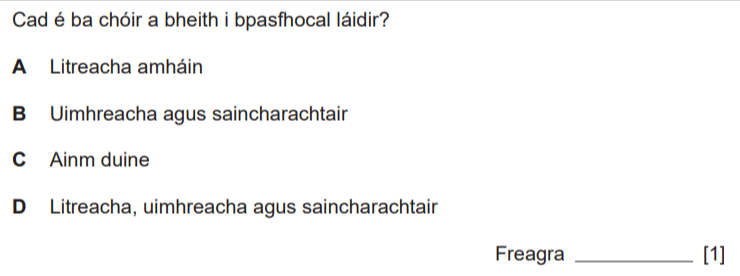 Cad é ba chóir a bheith i bpasfhocal láidir?
A Litreacha amháin
B Uimhreacha agus saincharachtair
C Ainm duine
D Litreacha, uimhreacha agus saincharachtair
Freagra ____________ [1]